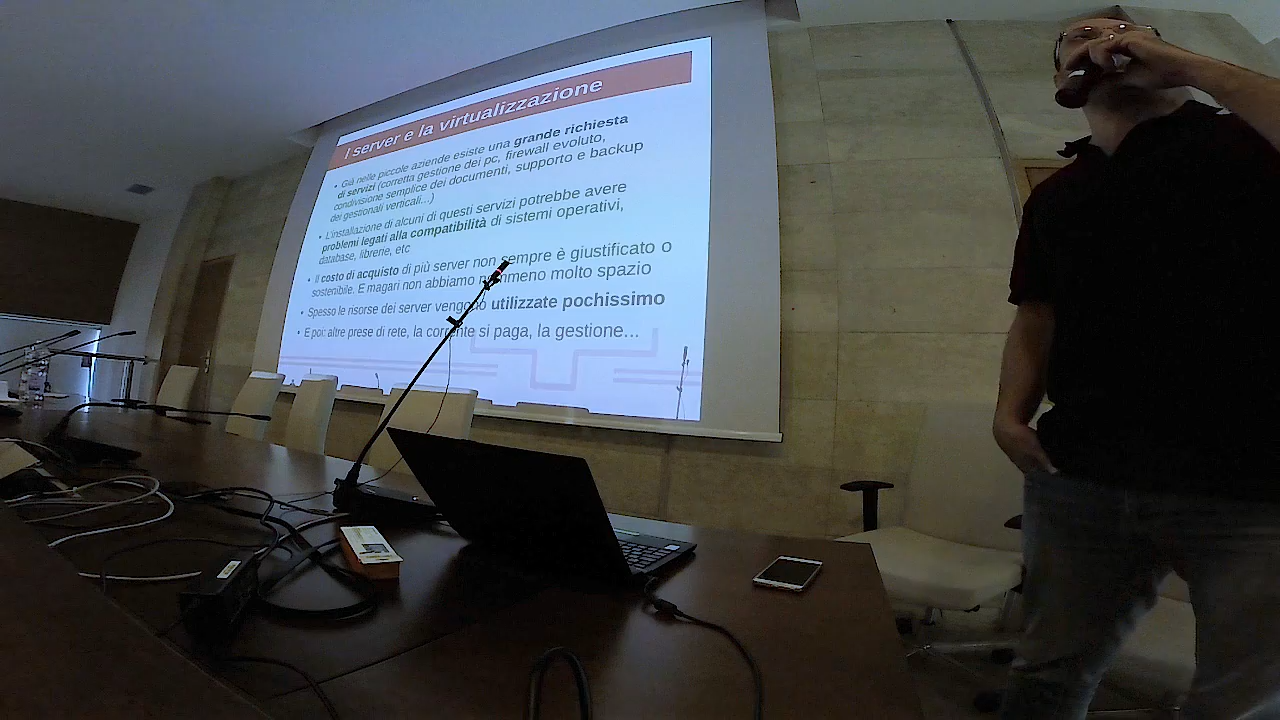 I server e la virtualizzazione
• Già nelle piccole aziende esiste una grande richiesta
di servizi (corretta gestione dei pc, firewall evoluto,
condivisione semplice dei documenti, supporto e backup
dei gestionali verticali...)
• L'installazione di alcuni di questi servizi potrebbe avere
problemi legati alla compatibilità di sistemi operativi,
database, librerie, etc
• Il costo di acquisto di più server non sempre è giustificato o
sostenibile. E magari non abbiamo nemmeno molto spazio
• Spesso le risorse dei server vengono utilizzate pochissimo
• E poi: altre prese di rete, la corrente si paga, la gestione...